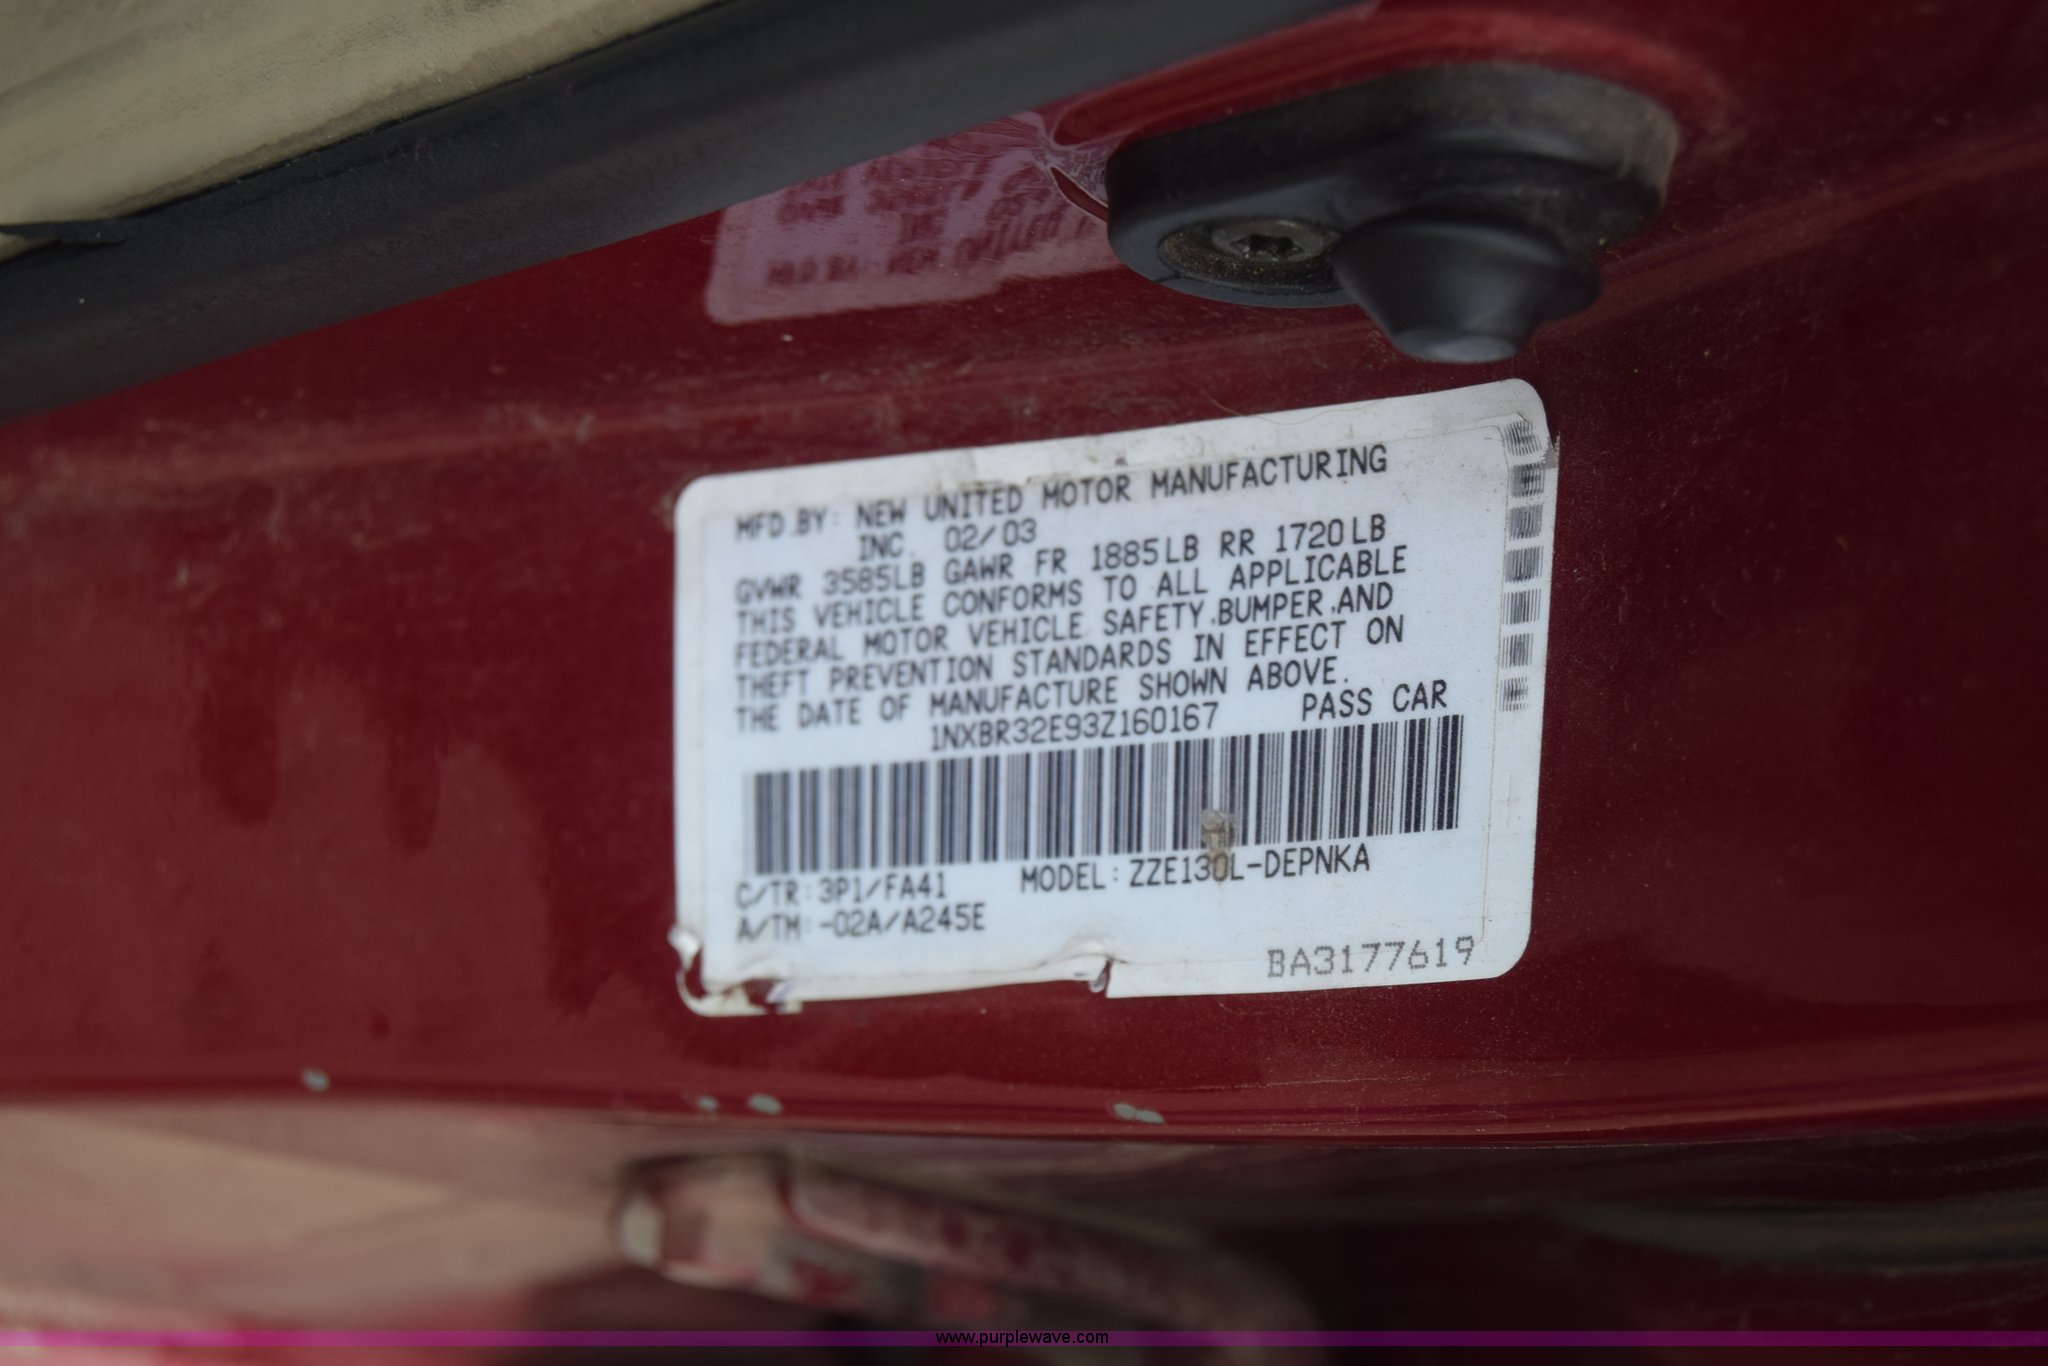 MFD.BY: NEW UNITED MOTOR MANUFACTURING
INC. 02/03
GVWR 3585LB GAWR FR 1885LB RR 1720LB
THIS VEHICLE CONFORMS TO ALL APPLICABLE
FEDERAL MOTOR VEHICLE SAFETY,BUMPER,AND
THEFT PREVENTION STANDARDS IN EFFECT ON
THE DATE OF MANUFACTURE SHOWN ABOVE.
1NXBR32E93Z160167 PASS CAR
C/TR:3P1/FA41 MODEL:ZZE130L-DEPNKA
A/TM:-02A/A245E
BA3177619
www.purplewave.com